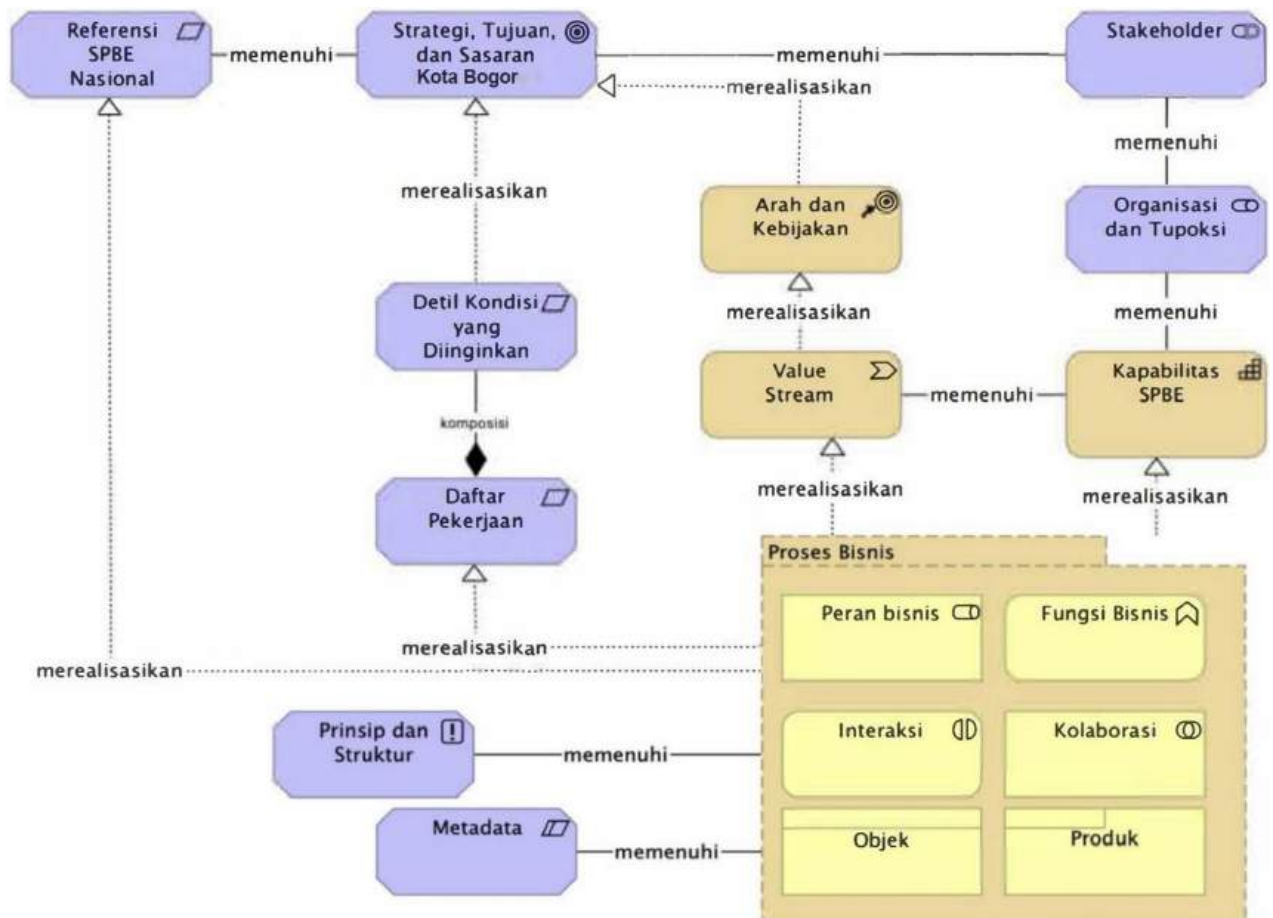 Referensi
SPBE
Nasional
memenuhi
Strategi, Tujuan,
dan Sasaran
Kota Bogor
memenuhi
Stakeholder
merealisasikan
memenuhi
merealisasikan
Arah dan
Kebijakan
Organisasi
dan Tupoksi
Detil Kondisi
yang
Diinginkan
merealisasikan
memenuhi
Value
Stream
memenuhi
Kapabilitas
SPBE
komposisi
Daftar
Pekerjaan
merealisasikan
merealisasikan
Proses Bisnis
Peran bisnis
Fungsi Bisnis
merealisasikan
merealisasikan
Prinsip dan
Struktur
memenuhi
Interaksi
Kolaborasi
Metadata
memenuhi
Objek
Produk